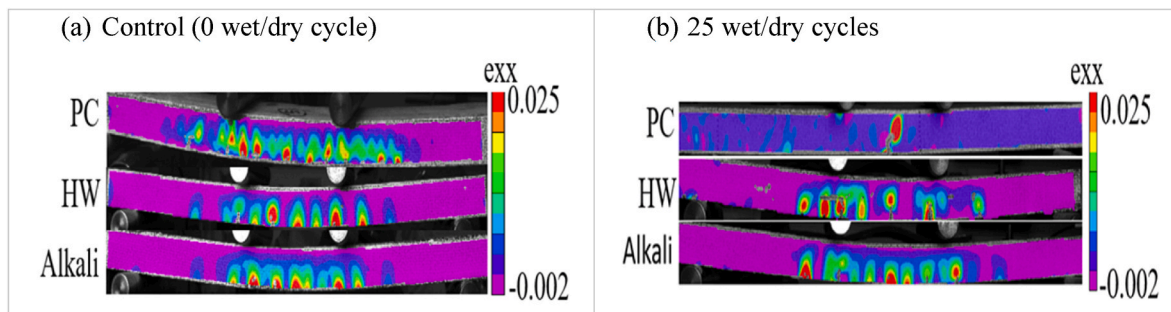 (a) Control (0 wet/dry cycle)
exx
0.025
PC
HW
Alkali
-0.002
(b) 25 wet/dry cycles
exx
0.025
PC
HW
Alkali
-0.002